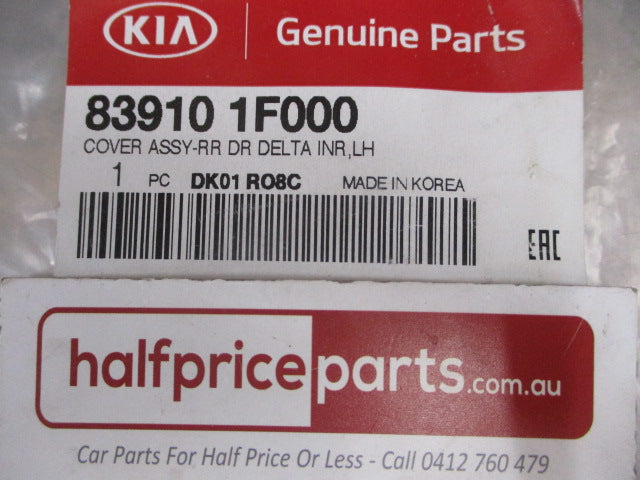 KIA Genuine Parts
83910 1F000
COVER ASSY-RR DR DELTA INR,LH
1 PC DK01 RO8C MADE IN KOREA
EAC
halfpriceparts.com.au
Car Parts For Half Price Or Less - Call 0412 760 479